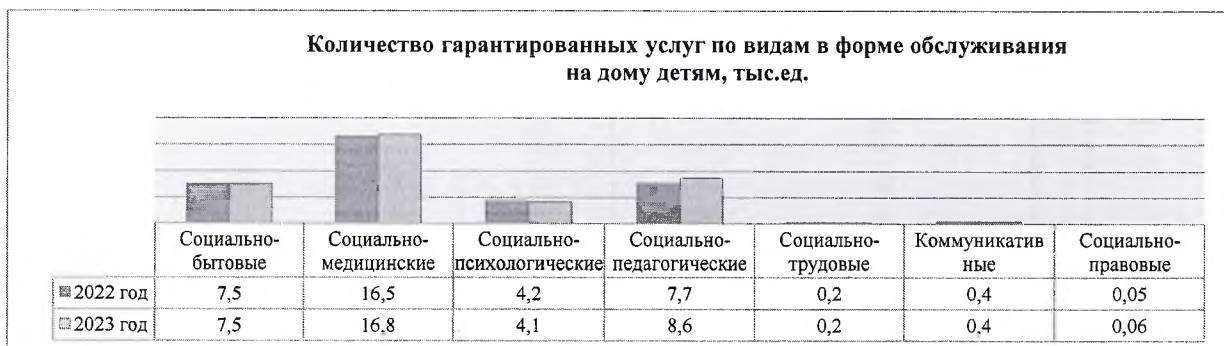 Количество гарантированных услуг по видам в форме обслуживания
на дому детям, тыс.ед.
Социально-бытовые Социально-медицинские Социально-психологические Социально-педагогические Социально-трудовые Коммуникатив ные Социально-правовые
2022 год 7,5 16,5 4,2 7,7 0,2 0,4 0,05
2023 год 7,5 16,8 4,1 8,6 0,2 0,4 0,06